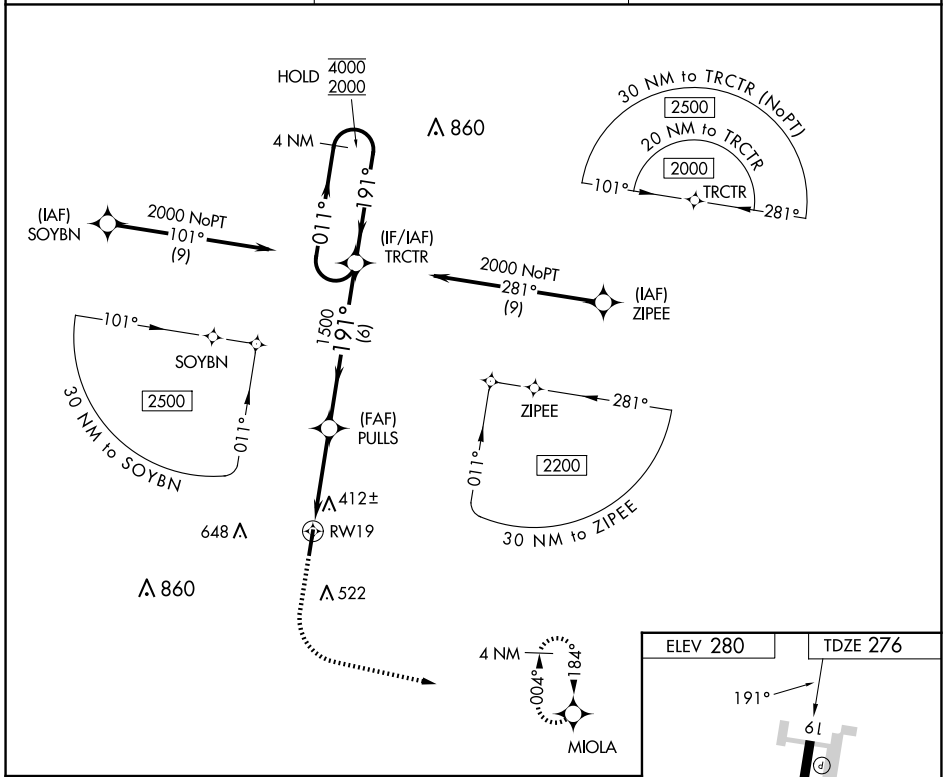 HOLD 4000
2000
4 NM
860
011°
191°
30 NM to TRCTR (NoPT)
2500
20 NM to TRCTR
2000
101°
TRCTR
281°
(IAF)
SOYBN
2000 NoPT
101°
(9)
(IF/IAF)
TRCTR
2000 NoPT
281°
(9)
(IAF)
ZIPEE
1500
191°
(6)
101°
SOYBN
2500
011°
30 NM to SOYBN
ZIPEE
281°
2200
011°
30 NM to ZIPEE
(FAF)
PULLS
412±
648
RW19
860
522
4 NM
004°
184°
MIOLA
ELEV 280
TDZE 276
191°
19
P